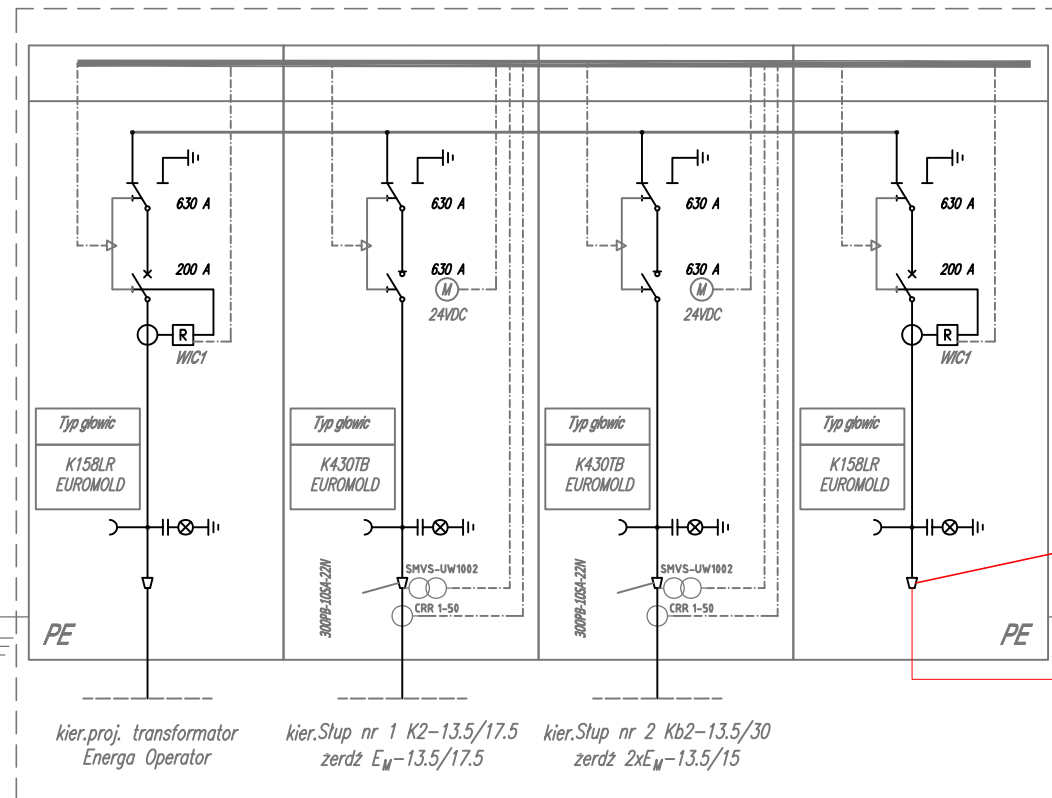 630 A
200 A
R
WIC1
Typ głowic
K158LR
EUROMOLD
PE
kier.proj. transformator
Energa Operator
630 A
630 A
M
24VDC
Typ głowic
K430TB
EUROMOLD
300PB-10SA-22N
SMVS-UW1002
CRR 1-50
kier.Słup nr 1 K2-13.5/17.5
żerdź EM-13.5/17.5
630 A
630 A
M
24VDC
Typ głowic
K430TB
EUROMOLD
300PB-10SA-22N
SMVS-UW1002
CRR 1-50
kier.Słup nr 2 Kb2-13.5/30
żerdź 2xEM-13.5/15
630 A
200 A
R
WIC1
Typ głowic
K158LR
EUROMOLD
PE